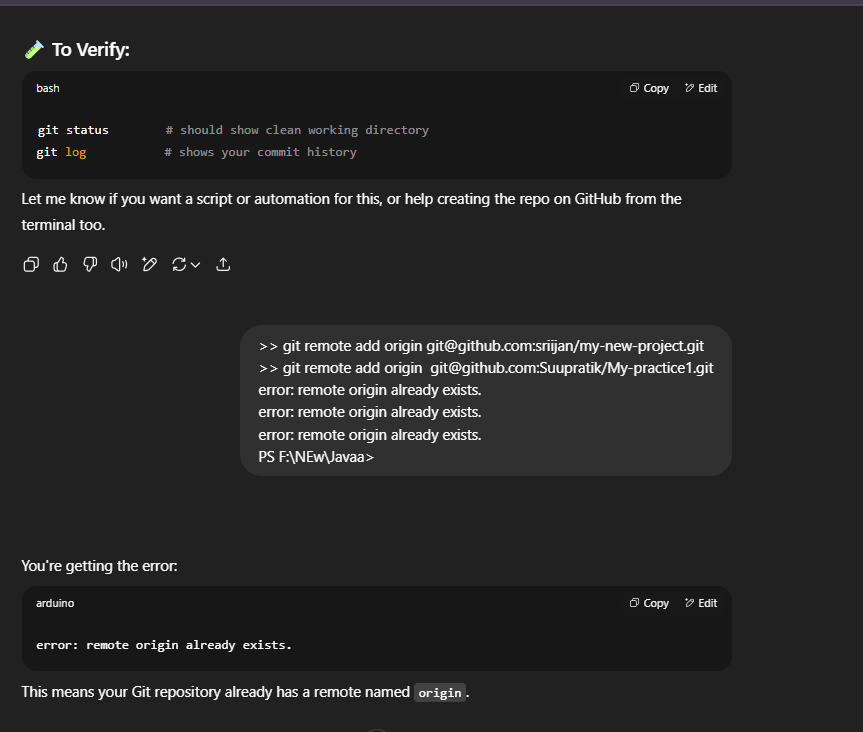 To Verify:
bash
Copy
Edit
git status # should show clean working directory
git log # shows your commit history
Let me know if you want a script or automation for this, or help creating the repo on GitHub from the
terminal too.
>> git remote add origin git@github.com:sriijan/my-new-project.git
>> git remote add origin  git@github.com:Suupratik/My-practice1.git
error: remote origin already exists.
error: remote origin already exists.
error: remote origin already exists.
PS F:\NEw\Javaa>
You're getting the error:
arduino
Copy
Edit
error: remote origin already exists.
This means your Git repository already has a remote named origin.